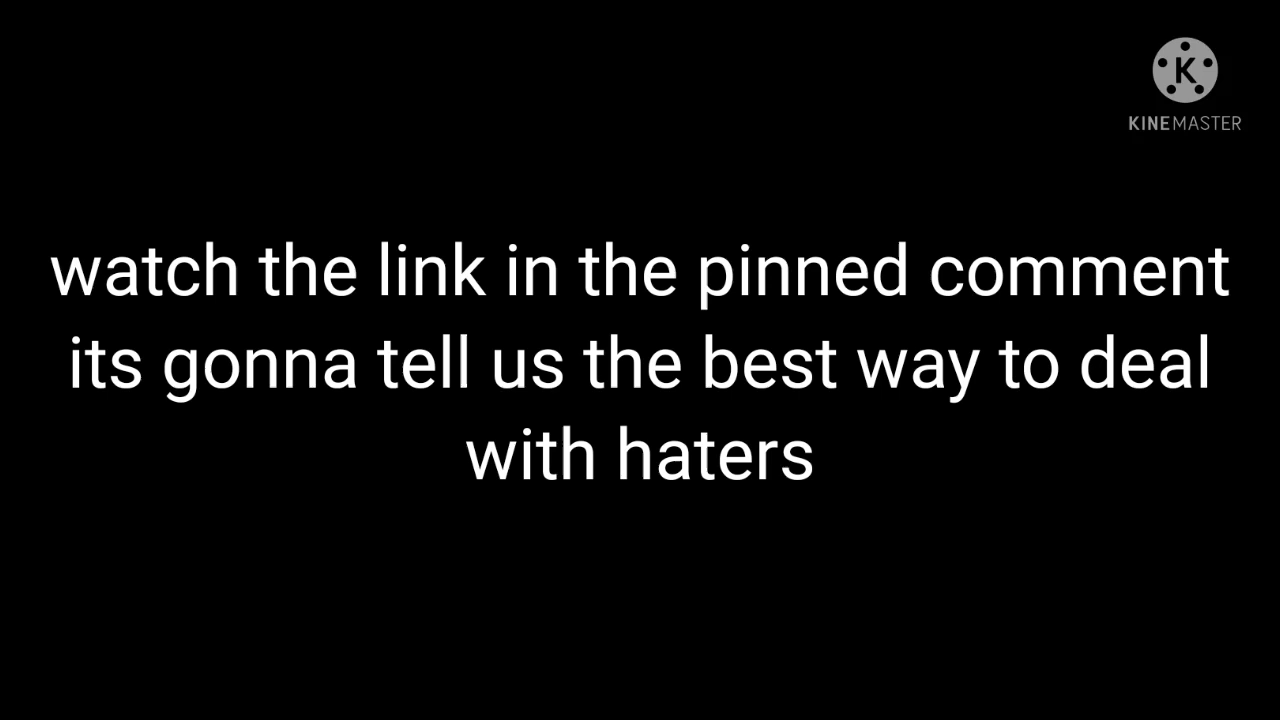 K
KINEMASTER
watch the link in the pinned comment
its gonna tell us the best way to deal
with haters